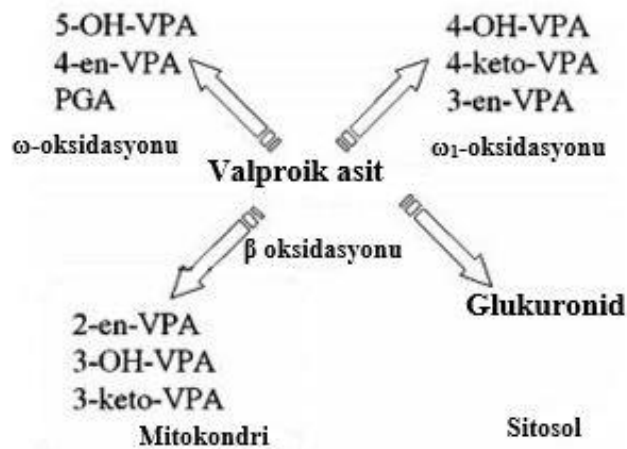 5-OH-VPA
4-en-VPA
PGA
ω-oksidasyonu
4-OH-VPA
4-keto-VPA
3-en-VPA
ω₁-oksidasyonu
Valproik asit
β oksidasyonu
2-en-VPA
3-OH-VPA
3-keto-VPA
Mitokondri
Glukuronid
Sitosol